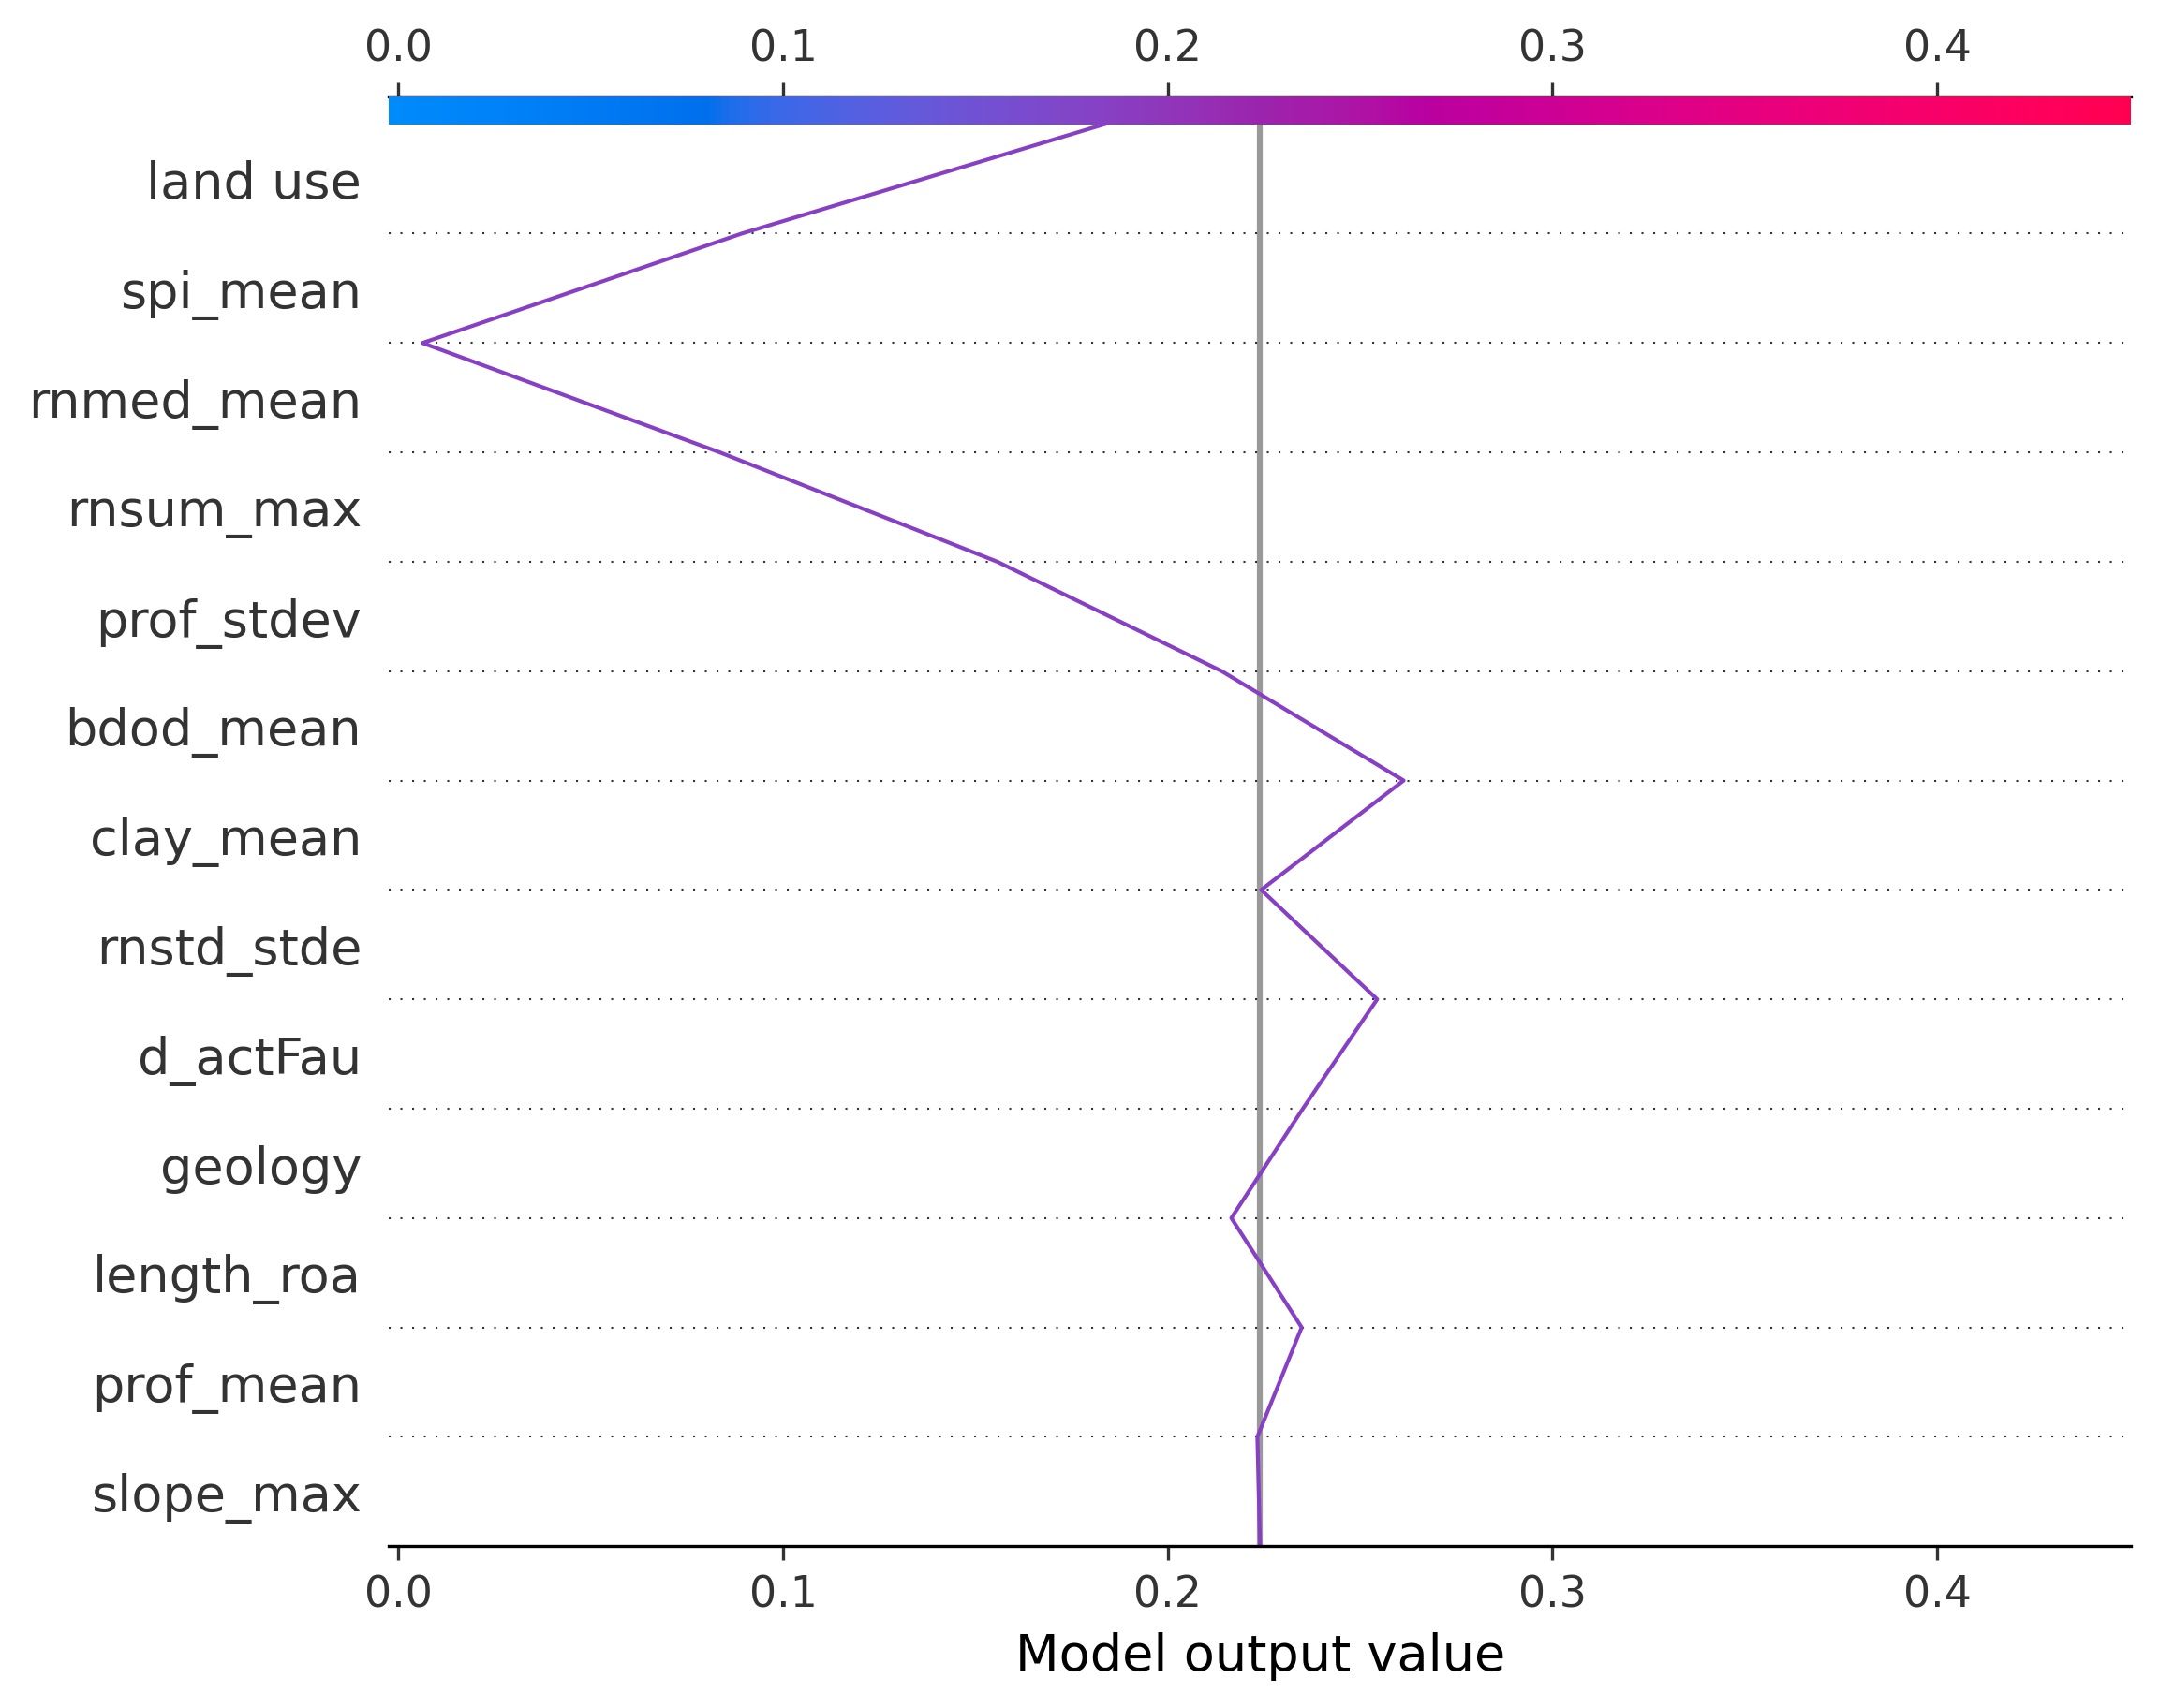 0.0 0.1 0.2 0.3 0.4
land use
spi_mean
rnmed_mean
rnsum_max
prof_stdev
bdod_mean
clay_mean
rnstd_stde
d_actFau
geology
length_roa
prof_mean
slope_max
0.0 0.1 0.2 0.3 0.4
Model output value